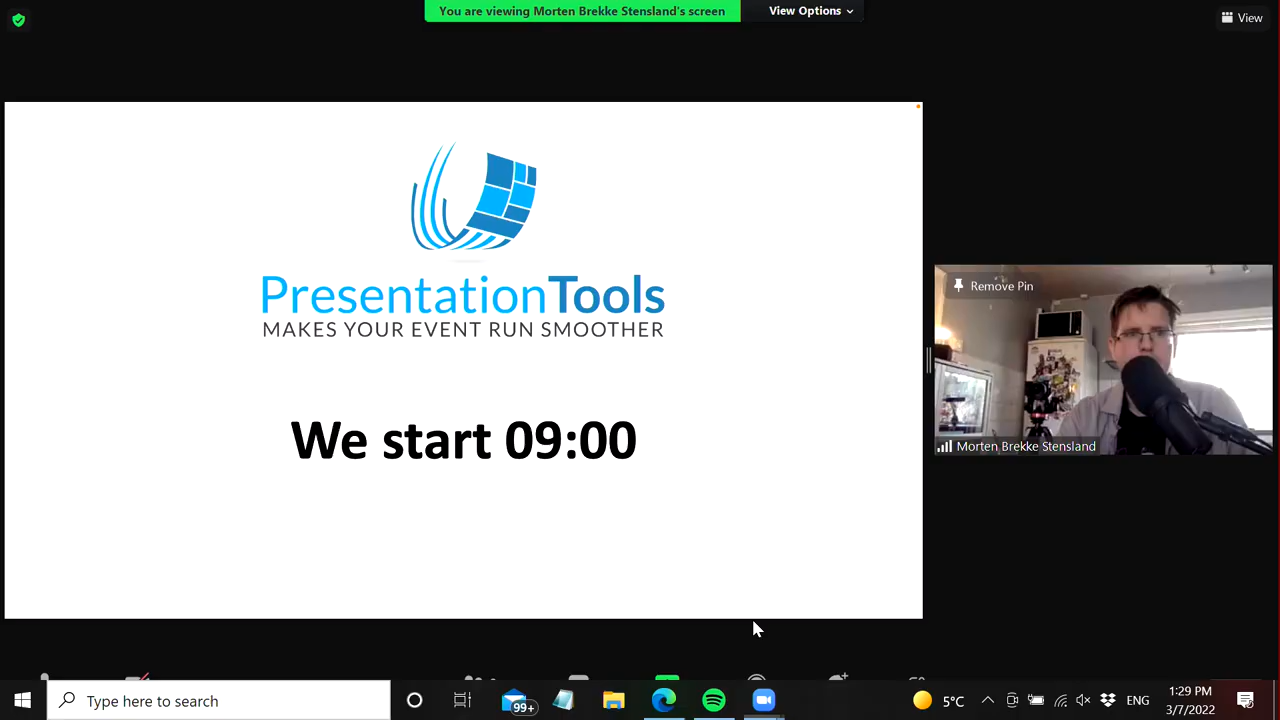 You are viewing Morten Brekke Stensland's screen
View Options
View
PresentationTools
MAKES YOUR EVENT RUN SMOOTHER
We start 09:00
Remove Pin
Morten Brekke Stensland
Type here to search
99+
5°C
ENG
1:29 PM
3/7/2022